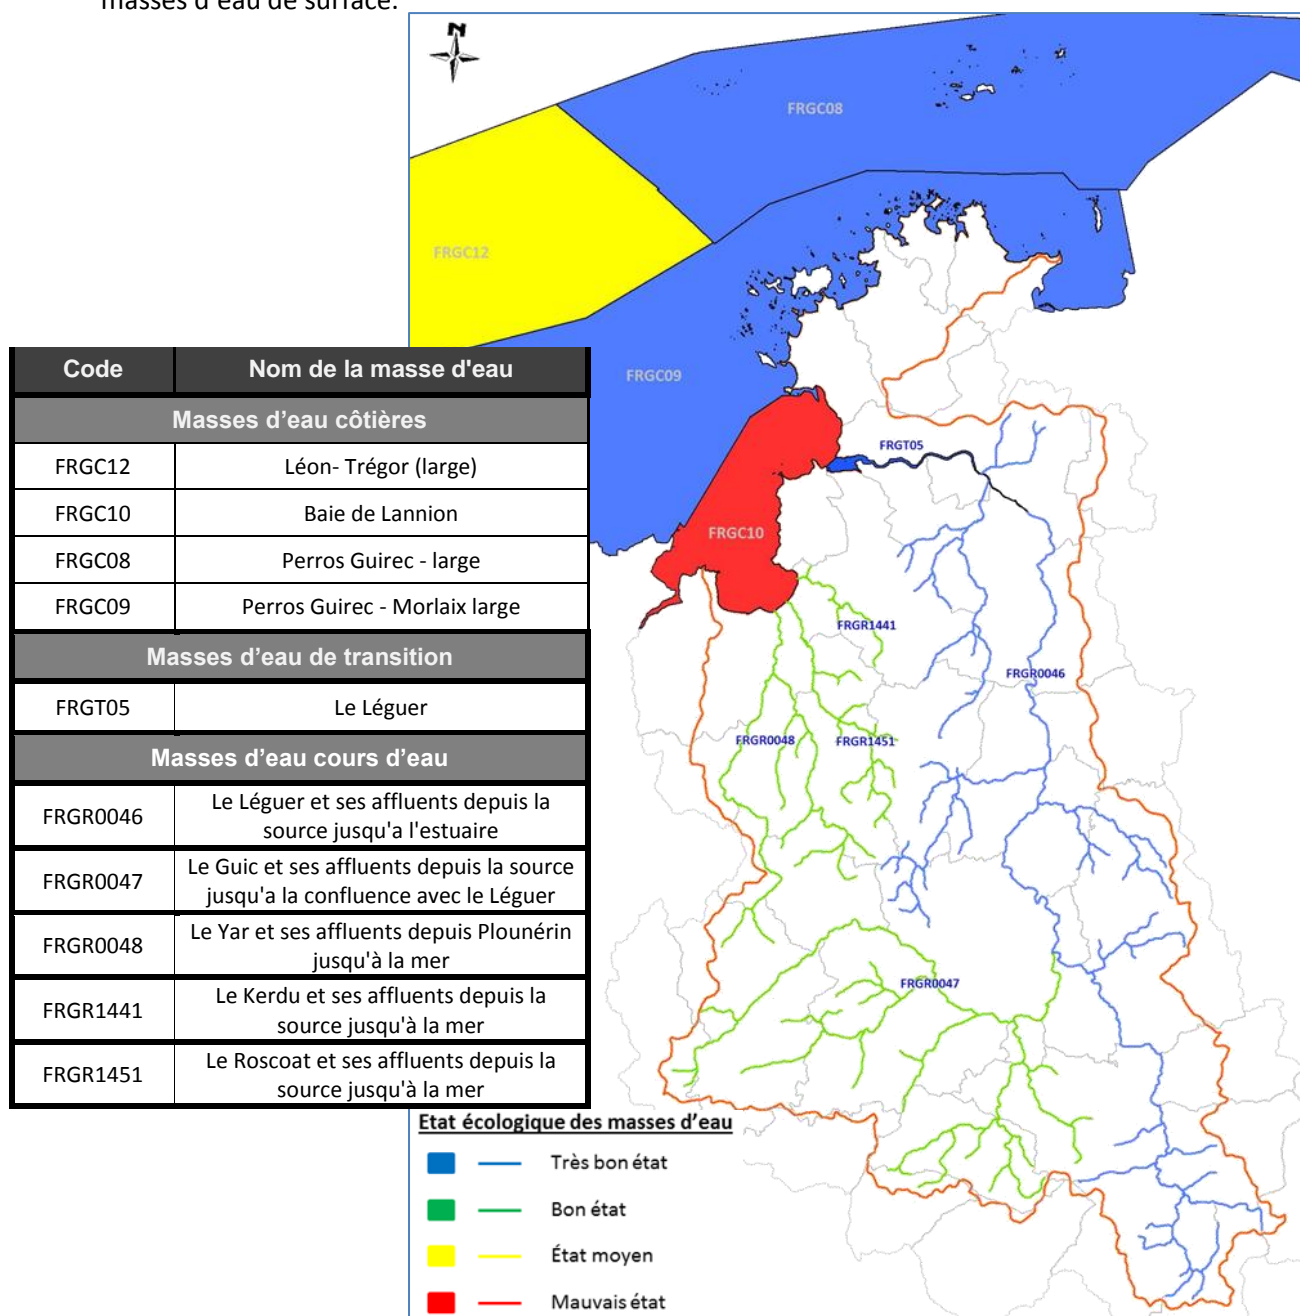 masses d'eau de surface.
N
FRGC08
FRGC12
FRGC09
FRGT05
FRGC10
FRGR1441
FRGR0046
FRGR0048
FRGR1451
FRGR0047
Code Nom de la masse d'eau
Masses d'eau côtières
FRGC12 Léon- Trégor (large)
FRGC10 Baie de Lannion
FRGC08 Perros Guirec - large
FRGC09 Perros Guirec - Morlaix large
Masses d'eau de transition
FRGT05 Le Léguer
Masses d'eau cours d'eau
FRGR0046 Le Léguer et ses affluents depuis la
source jusqu'a l'estuaire
FRGR0047 Le Guic et ses affluents depuis la source
jusqu'a la confluence avec le Léguer
FRGR0048 Le Yar et ses affluents depuis Plounérin
jusqu'à la mer
FRGR1441 Le Kerdu et ses affluents depuis la
source jusqu'à la mer
FRGR1451 Le Roscoat et ses affluents depuis la
source jusqu'à la mer
Etat écologique des masses d'eau
Très bon état
Bon état
État moyen
Mauvais état